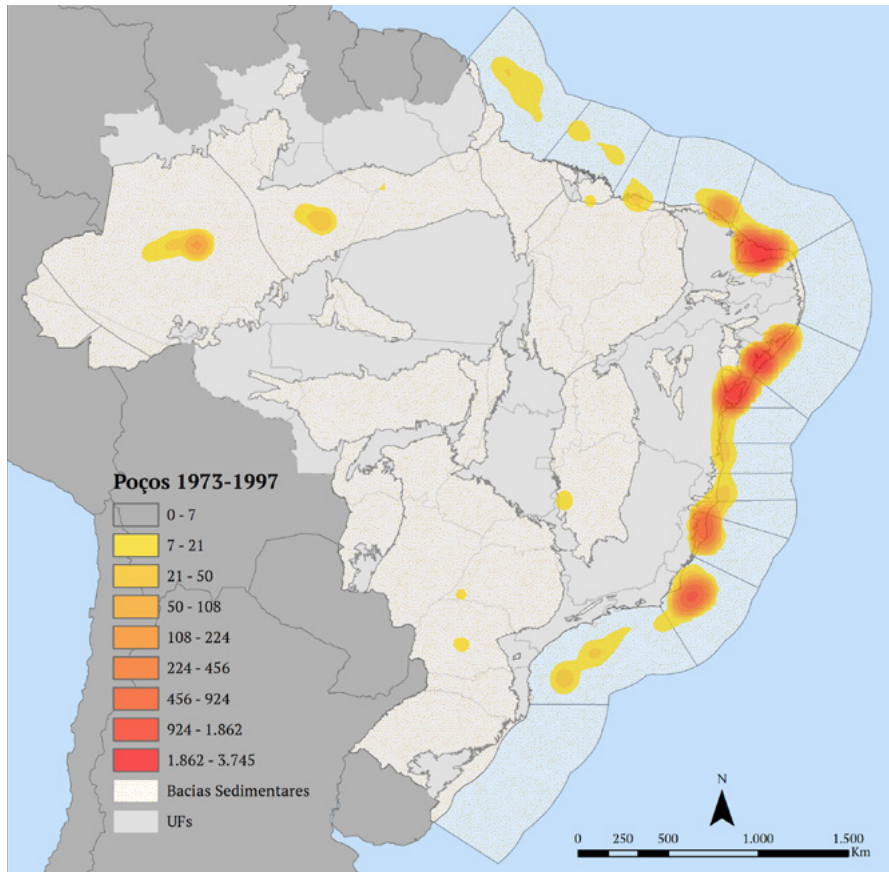 Poços 1973-1997
0 - 7
7 - 21
21 - 50
50 - 108
108 - 224
224 - 456
456 - 924
924 - 1.862
1.862 - 3.745
Bacias Sedimentares
UFs
N
0 250 500 1.000 1.500
Km